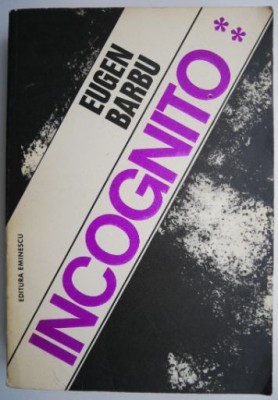 EUGEN
BARBU
INCOGNITO **
EDITURA EMINESCU